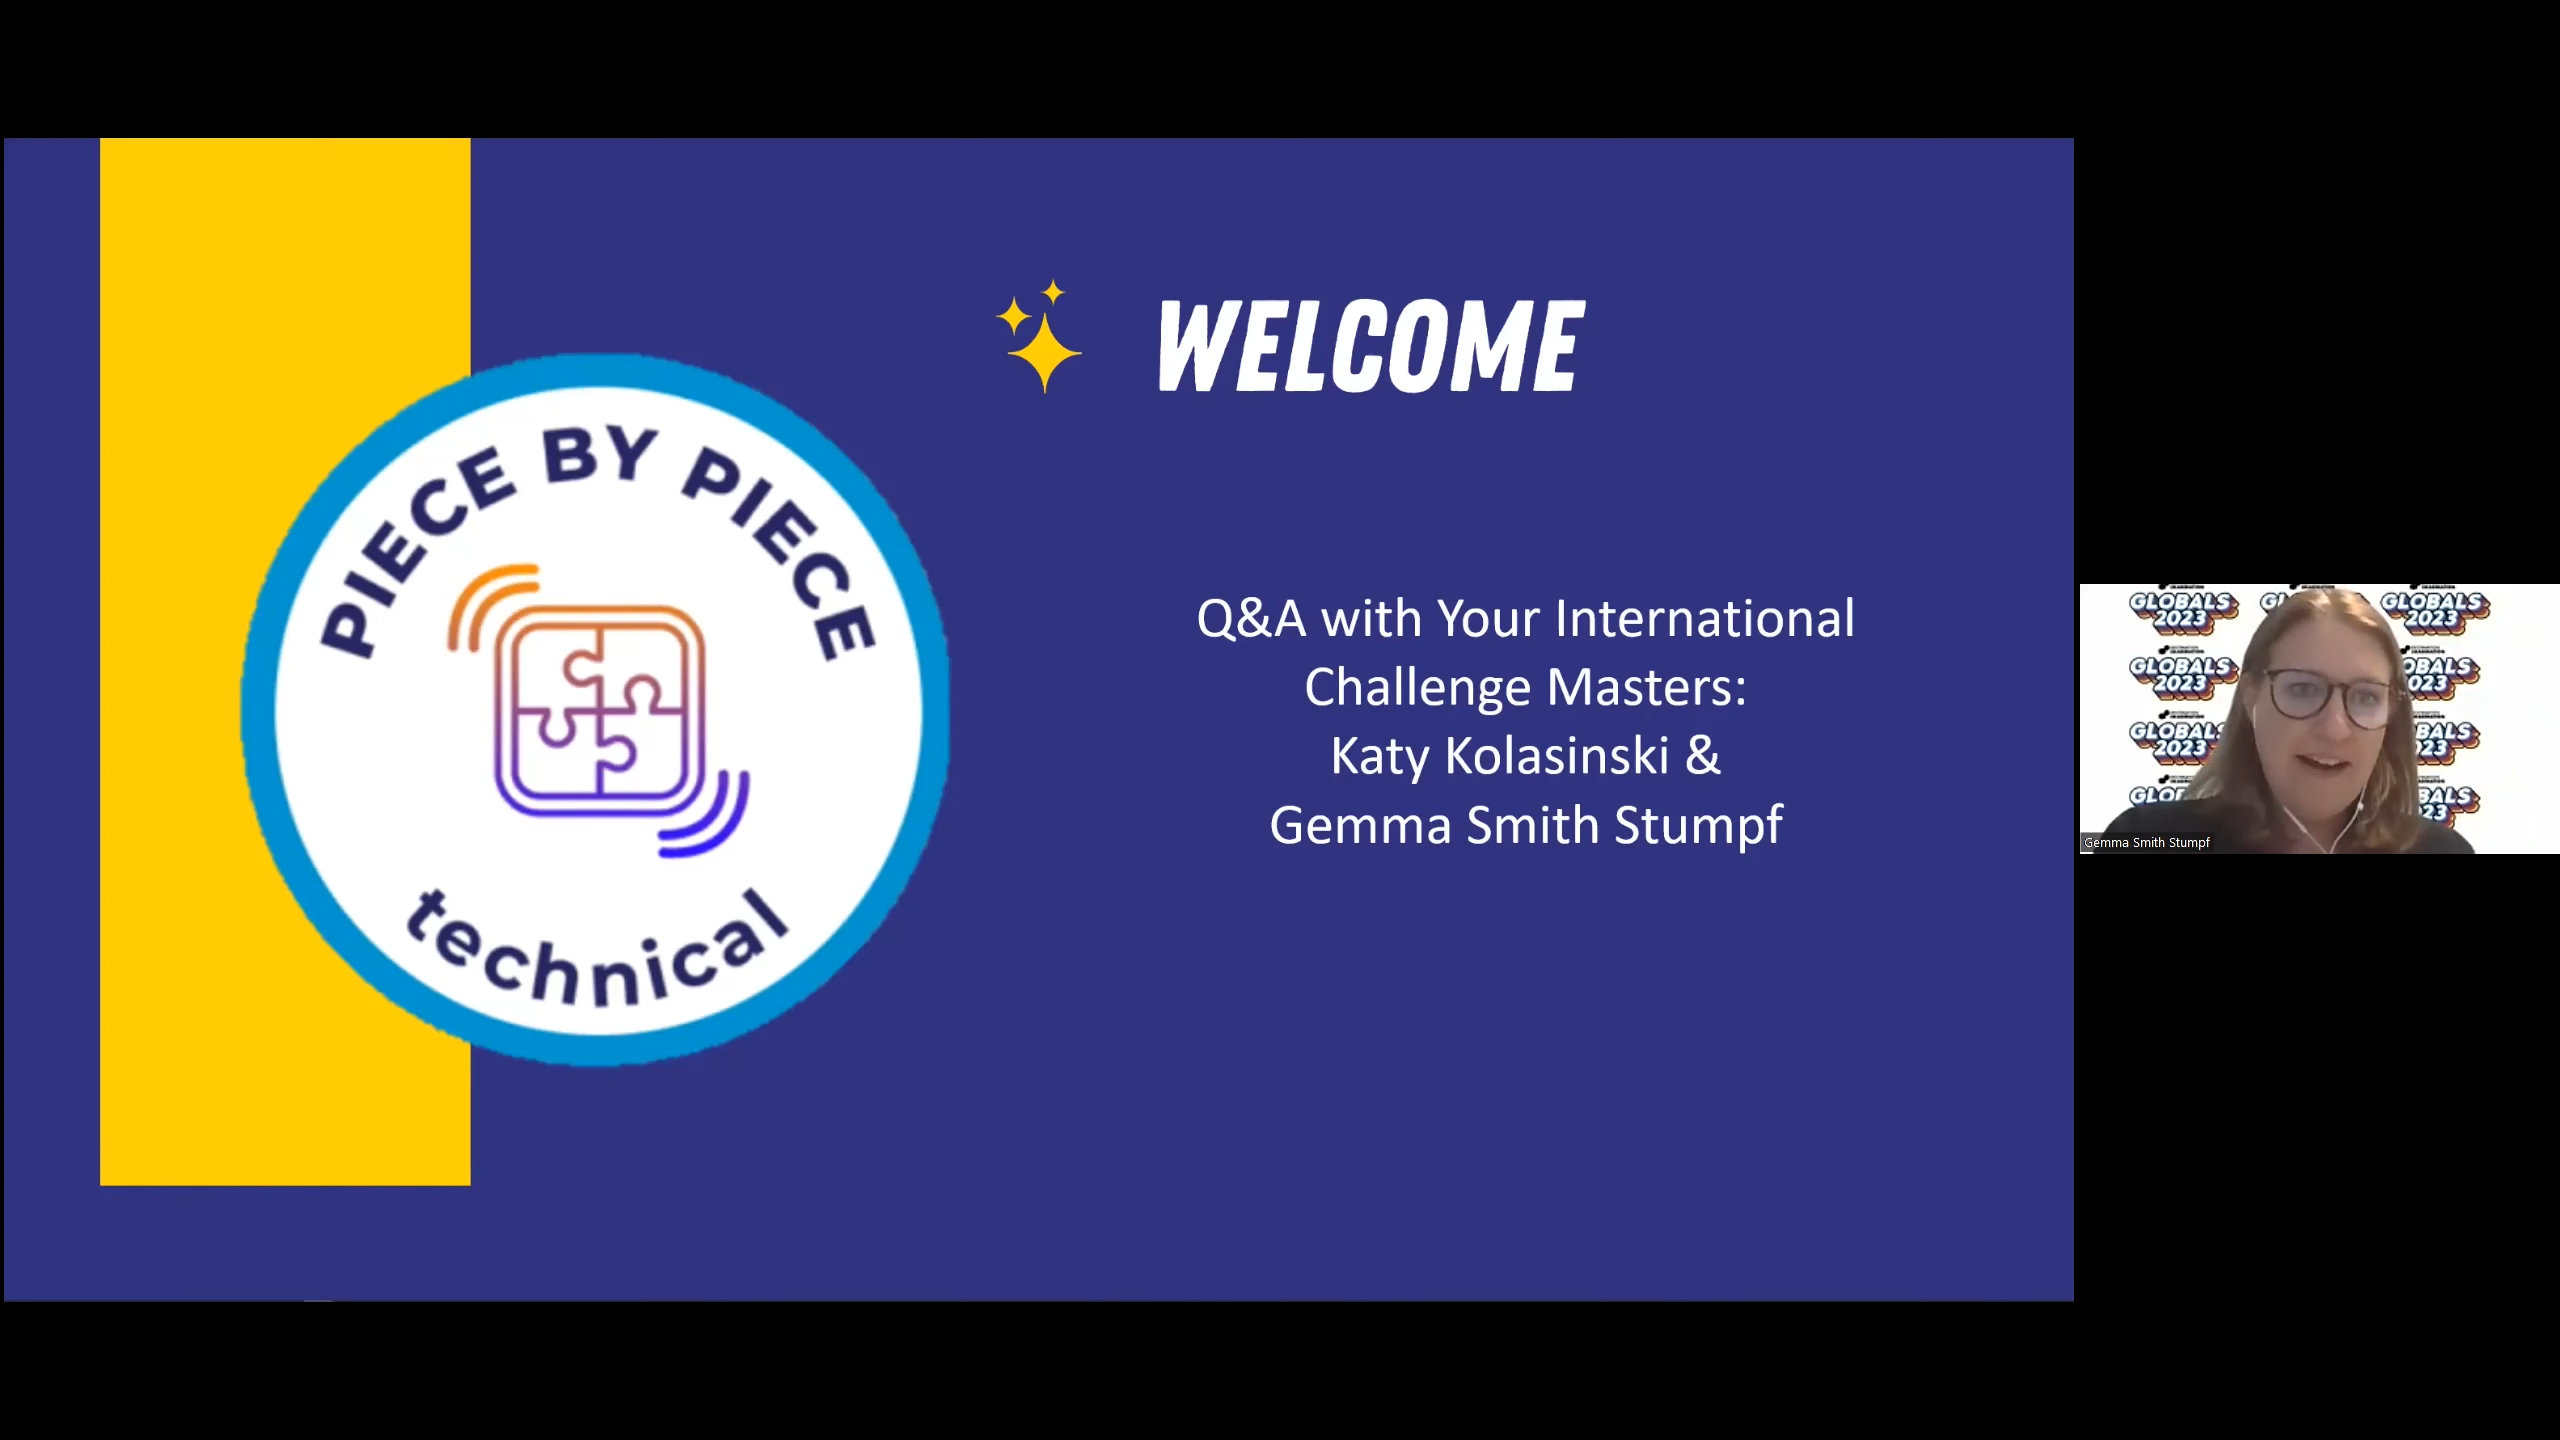 WELCOME
PIECE BY PIECE
technical
Q&A with Your International
Challenge Masters:
Katy Kolasinski &
Gemma Smith Stumpf
GLOBALS
2023
GLOBALS
2023
GLOBALS
2023
GLOBALS
2023
Gemma Smith Stumpf